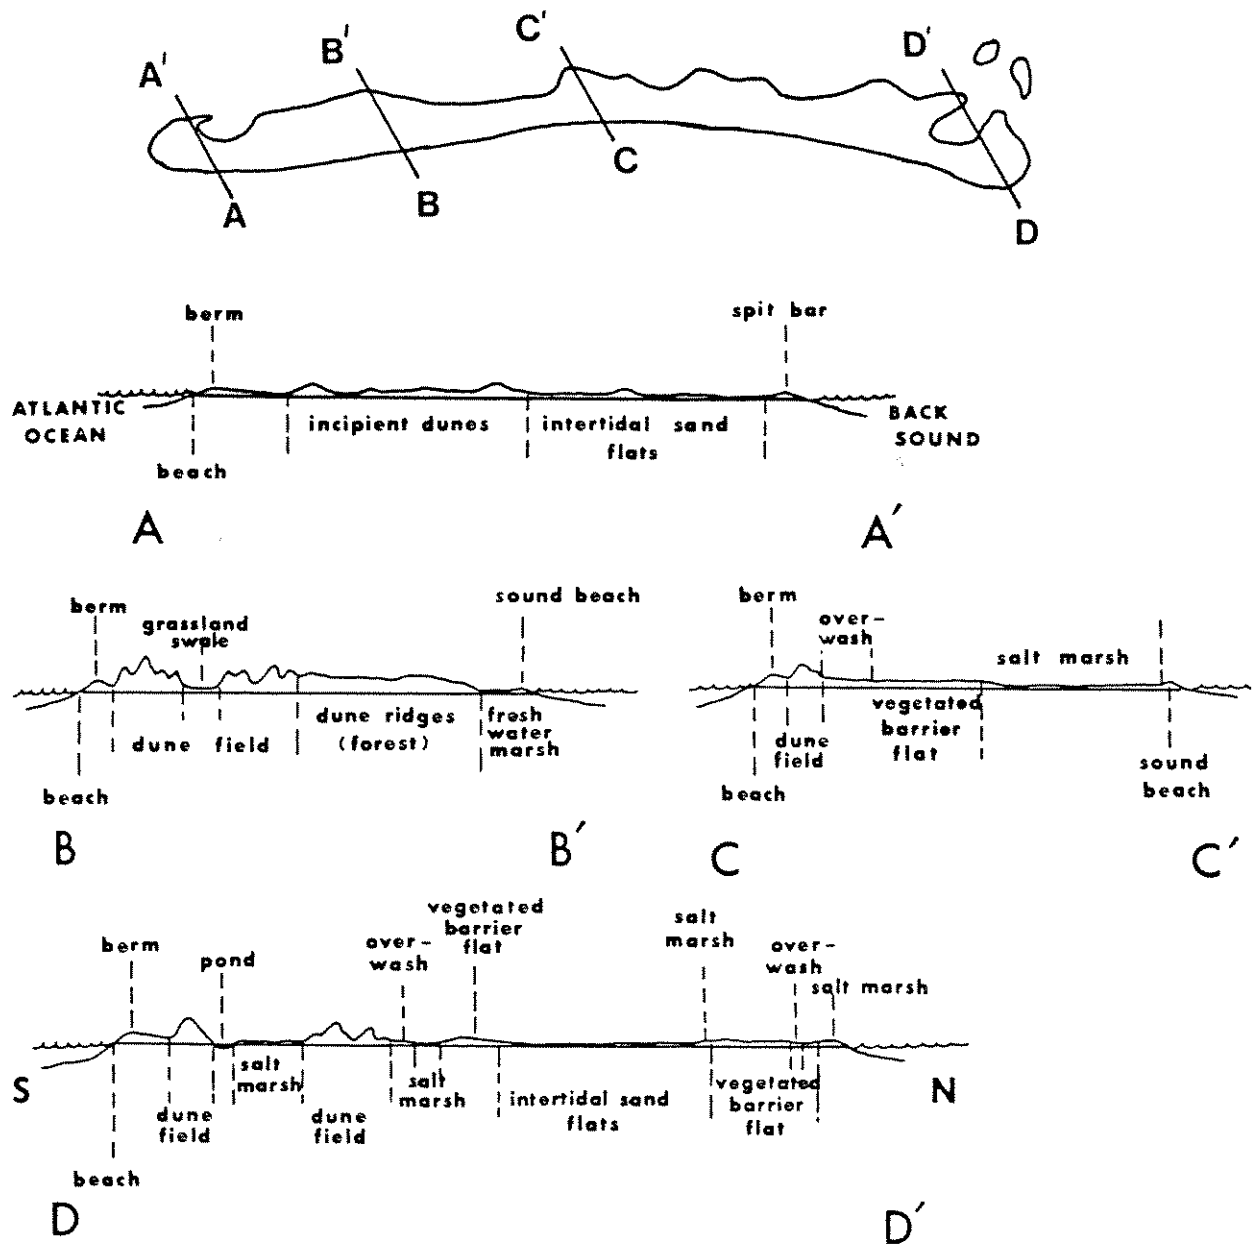 A'
B'
C'
D'
A
B
C
D
berm
spit bar
ATLANTIC
OCEAN
incipient dunes
intertidal sand
flats
BACK
SOUND
beach
A
A'
berm
grassland
swale
sound beach
dune field
dune ridges
(forest)
fresh
water
marsh
beach
B
B'
berm
over-
wash
salt marsh
dune
field
vegetated
barrier
flat
beach
sound
beach
C
C'
berm
pond
over-
wash
vegetated
barrier
flat
salt
marsh
over-
wash
salt marsh
S
N
dune
field
salt
marsh
dune
field
salt
marsh
intertidal sand
flats
vegetated
barrier
flat
beach
D
D'